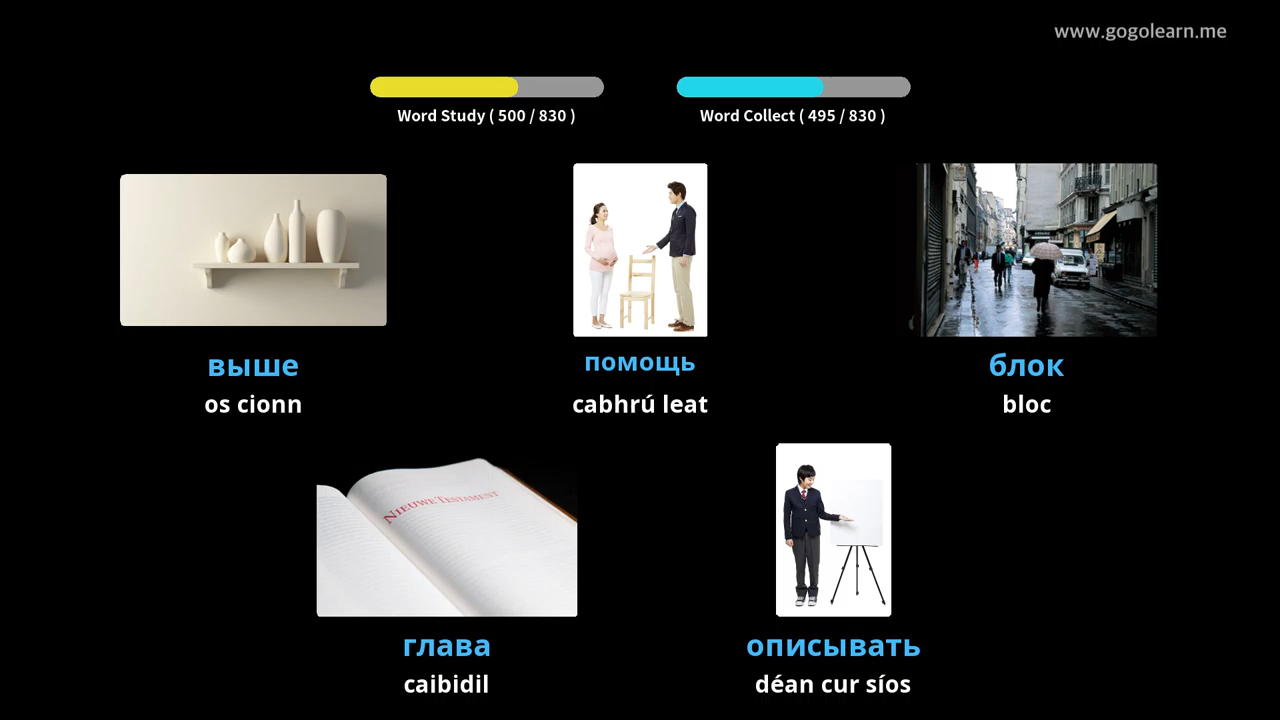 www.gogolearn.me
Word Study ( 500 / 830 )
Word Collect ( 495 / 830 )
выше
os cionn
помощь
cabhrú leat
блок
bloc
NIEUWE TESTAMENT
глава
caibidil
описывать
déan cur síos